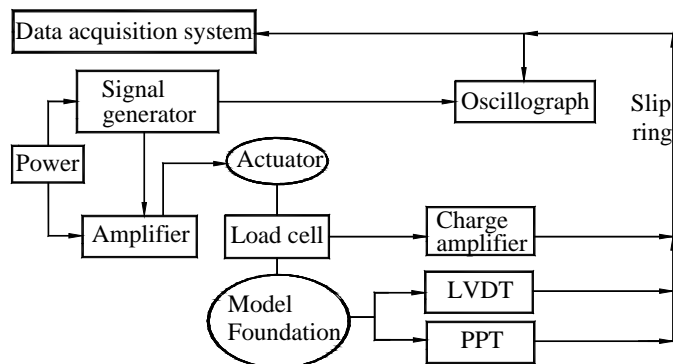 Data acquisition system
Signal
generator
Oscillograph
Slip
ring
Power
Actuator
Amplifier
Load cell
Charge
amplifier
Model
Foundation
LVDT
PPT